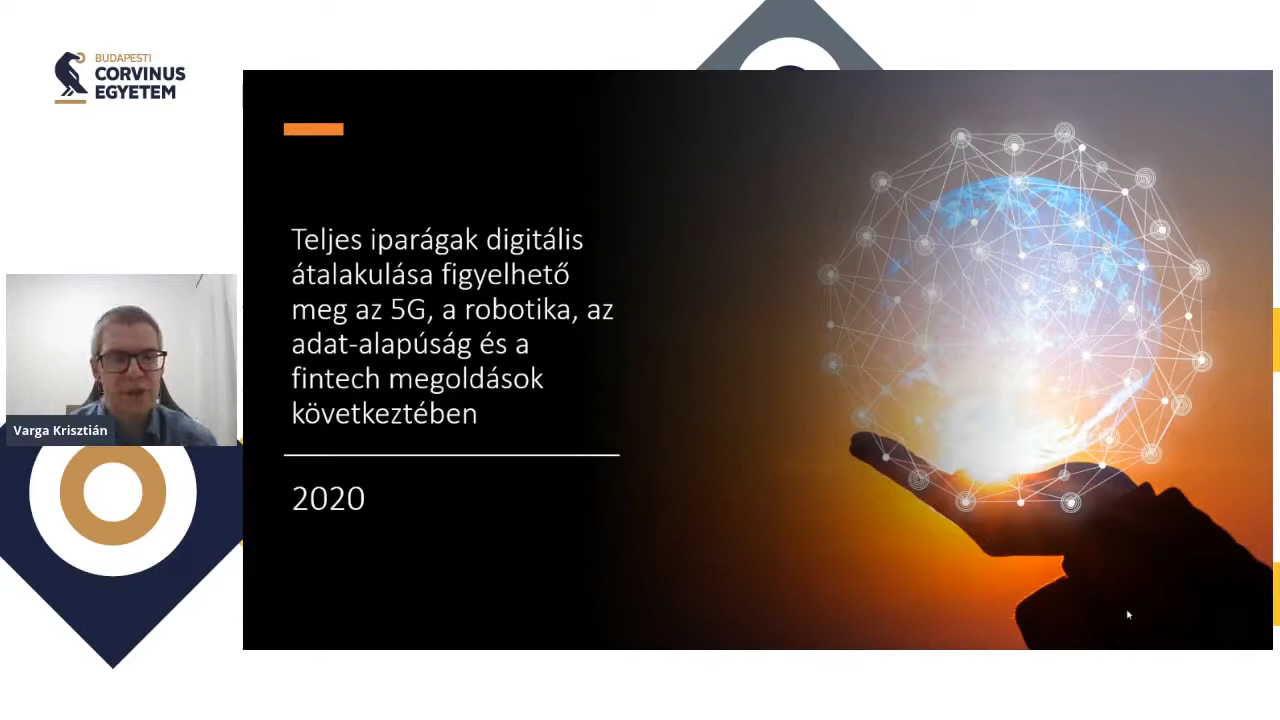 BUDAPESTI
CORVINUS
EGYETEM
Teljes iparágak digitális
átalakulása figyelhető
meg az 5G, a robotika, az
adat-alapúság és a
fintech megoldások
következtében
2020
Varga Krisztián